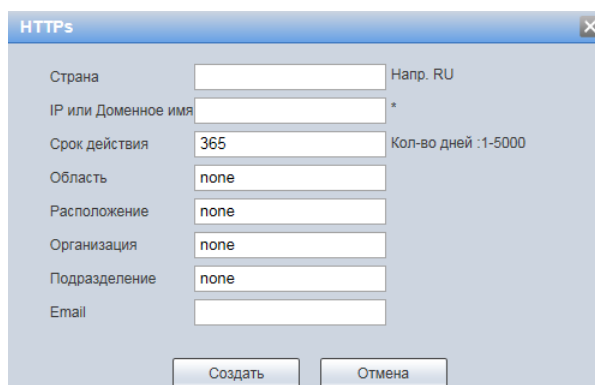 HTTPs
Страна Напр. RU
IP или Доменное имя *
Срок действия 365 Кол-во дней :1-5000
Область none
Расположение none
Организация none
Подразделение none
Email
Создать Отмена